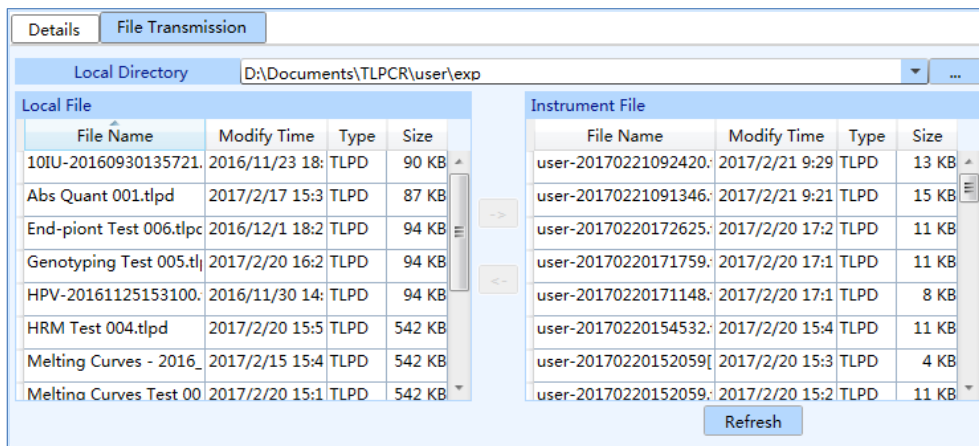 Details File Transmission
Local Directory D:\Documents\TLPCR\user\exp ...
Local File Instrument File
File Name Modify Time Type Size File Name Modify Time Type Size
10IU-20160930135721. 2016/11/23 18: TLPD 90 KB user-20170221092420. 2017/2/21 9:29 TLPD 13 KB
Abs Quant 001.tlpd 2017/2/17 15:3 TLPD 87 KB user-20170221091346. 2017/2/21 9:21 TLPD 15 KB
->
End-piont Test 006.tlpd 2016/12/1 18:2 TLPD 94 KB user-20170220172625. 2017/2/20 17:2 TLPD 11 KB
Genotyping Test 005.tl 2017/2/20 16:2 TLPD 94 KB user-20170220171759. 2017/2/20 17:1 TLPD 11 KB
<-
HPV-20161125153100. 2016/11/30 14: TLPD 94 KB user-20170220171148. 2017/2/20 17:1 TLPD 8 KB
HRM Test 004.tlpd 2017/2/20 15:5 TLPD 542 KB user-20170220154532. 2017/2/20 15:4 TLPD 11 KB
Melting Curves - 2016_ 2017/2/15 15:4 TLPD 542 KB user-20170220152059[ 2017/2/20 15:3 TLPD 4 KB
Melting Curves Test 00 2017/2/20 15:1 TLPD 542 KB user-20170220152059. 2017/2/20 15:2 TLPD 11 KB
Refresh